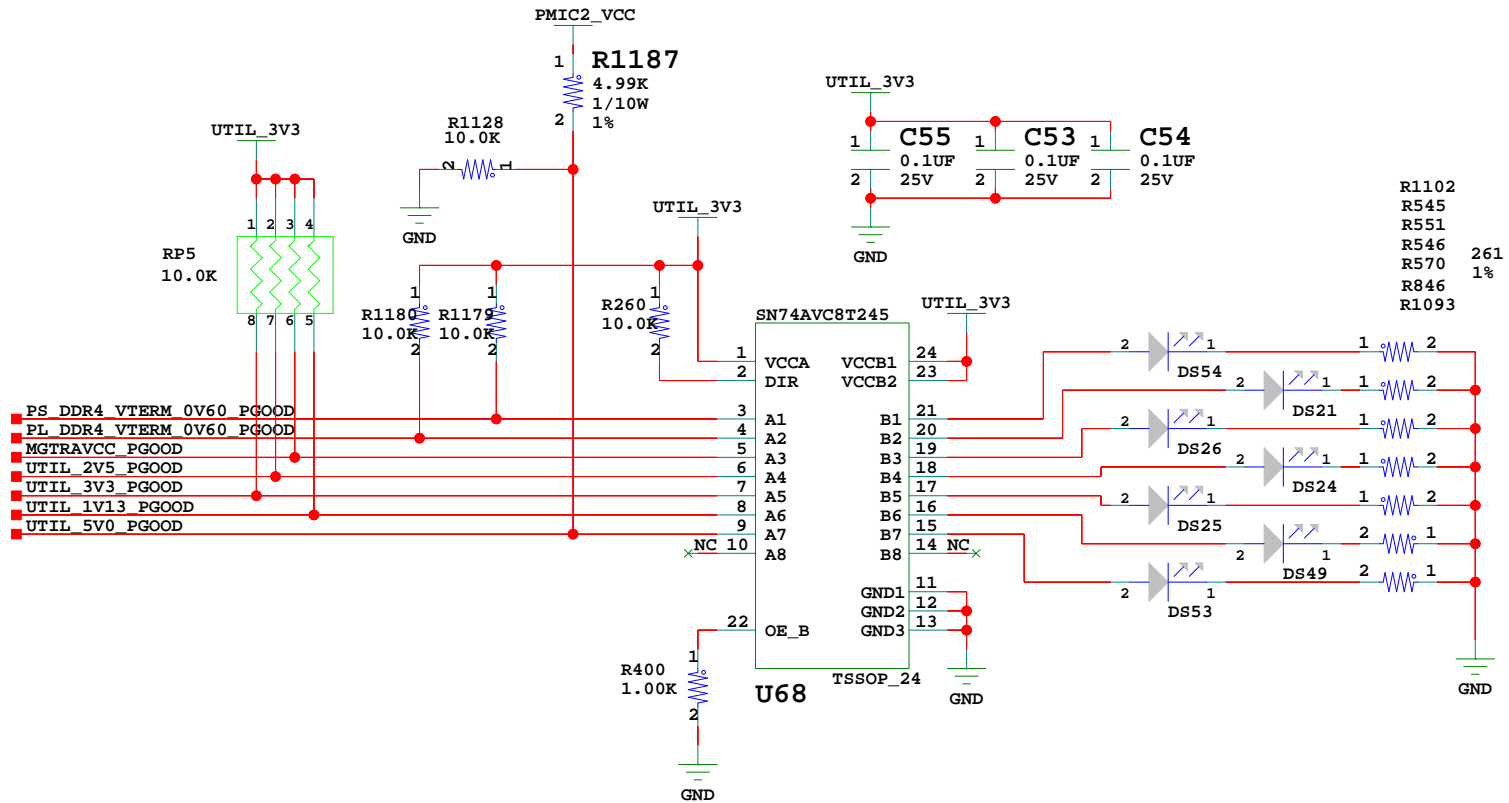 PMIC2_VCC
1
R1187
4.99K
1/10W
1%
2
R1128
10.0K
2
1
GND
UTIL_3V3
1 2 3 4
RP5
10.0K
8 7 6 5
UTIL_3V3
1
R1180
10.0K
2
1
R1179
10.0K
2
1
R260
10.0K
2
UTIL_3V3
1
2
C55
0.1UF
25V
1
2
C53
0.1UF
25V
1
2
C54
0.1UF
25V
GND
R1102
R545
R551
R546
R570
R846
R1093
261
1%
UTIL_3V3
SN74AVC8T245
1 VCCA VCCB1 24
2 DIR VCCB2 23
PS_DDR4_VTERM_0V60_PGOOD 3 A1 B1 21
PL_DDR4_VTERM_0V60_PGOOD 4 A2 B2 20
MGTRAVCC_PGOOD 5 A3 B3 19
UTIL_2V5_PGOOD 6 A4 B4 18
UTIL_3V3_PGOOD 7 A5 B5 17
UTIL_1V13_PGOOD 8 A6 B6 16
UTIL_5V0_PGOOD 9 A7 B7 15
NC 10 A8 B8 14 NC
GND1 11
GND2 12
GND3 13
22 OE_B
TSSOP_24
U68
GND
R400
1.00K
1
2
GND
2 1 1 2
DS54
2 1 1 2
DS21
2 1 1 2
DS26
2 1 1 2
DS24
2 1 1 2
DS25
2 1 2 1
DS49
2 1 2 1
DS53
GND